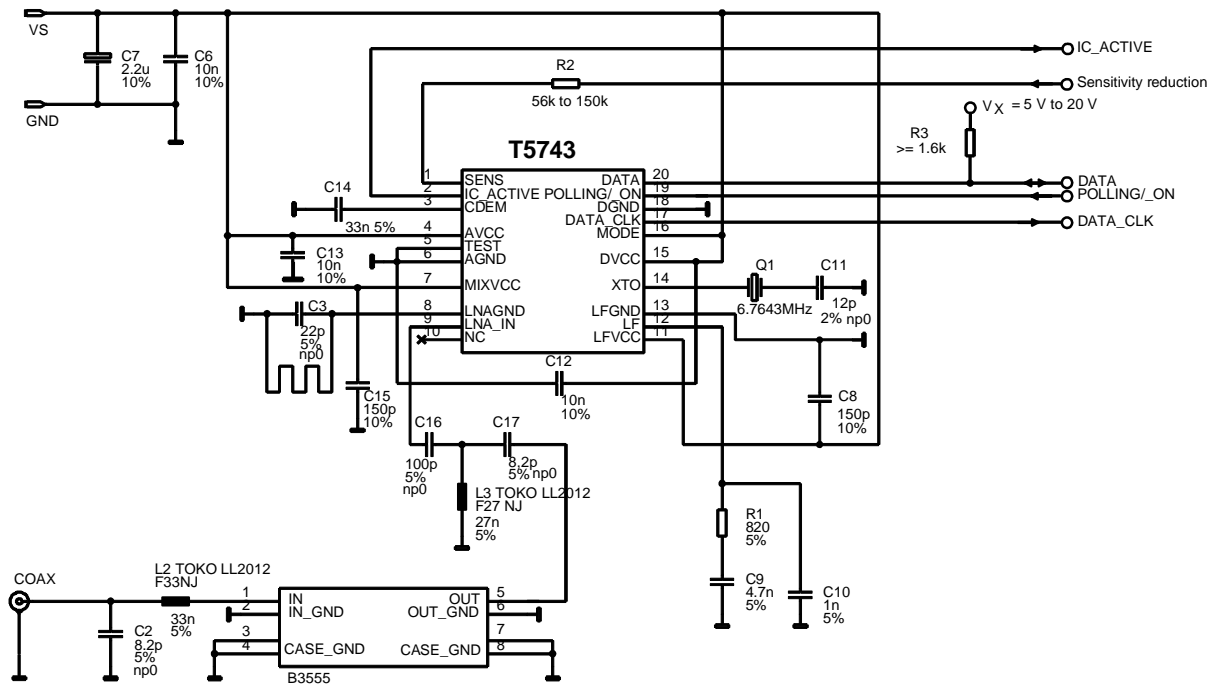 VS
C7
2.2u
10%
C6
10n
10%
GND
IC_ACTIVE
R2
56k to 150k
Sensitivity reduction
VX = 5 V to 20 V
R3
>= 1.6k
T5743
1 SENS DATA 20
2 IC_ACTIVE POLLING/_ON 19
3 CDEM DGND 18
DATA_CLK 17
4 AVCC MODE 16
5 TEST
6 AGND DVCC 15
7 MIXVCC XTO 14
8 LNAGND LFGND 13
9 LNA_IN LF 12
10 NC LFVCC 11
DATA
POLLING/_ON
DATA_CLK
C14
33n 5%
C13
10n
10%
Q1
6.7643MHz
C11
12p
2% np0
C3
22p
5%
np0
C15
150p
10%
C12
10n
10%
C8
150p
10%
C16
100p
5%
np0
C17
8.2p
5% np0
L3 TOKO LL2012
F27 NJ
27n
5%
R1
820
5%
C9
4.7n
5%
C10
1n
5%
COAX
L2 TOKO LL2012
F33NJ
33n
5%
C2
8.2p
5%
np0
1 IN OUT 5
2 IN_GND OUT_GND 6
3 7
4 CASE_GND CASE_GND 8
B3555